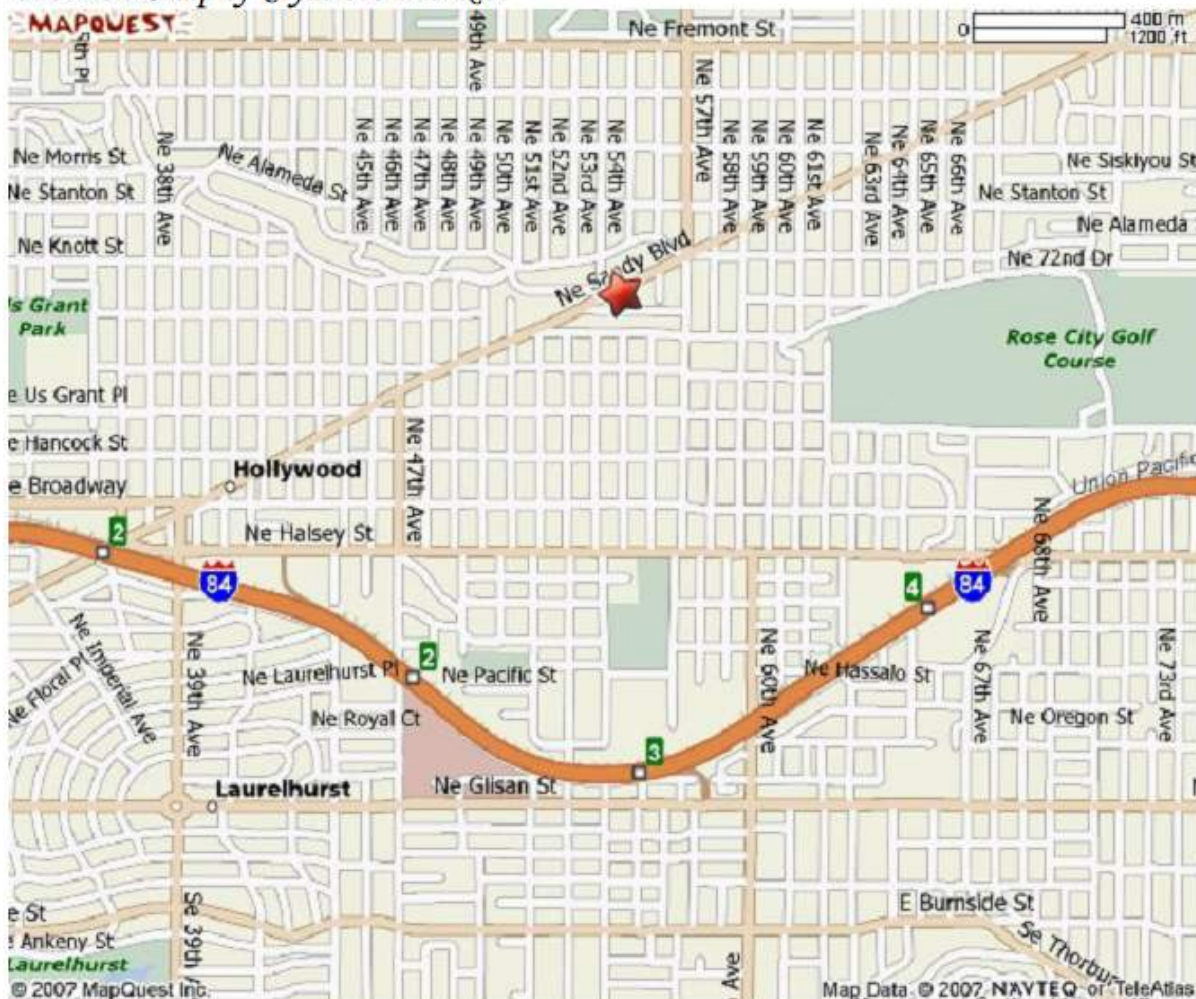 MAPQUEST
Ne Fremont St
0
400 m
1200 ft
49th Ave
9th Pl
Ne 38th Ave
Ne 57th Ave
Ne Morris St
Ne Alameda St
Ne 45th Ave
Ne 46th Ave
Ne 47th Ave
Ne 48th Ave
Ne 49th Ave
Ne 50th Ave
Ne 51st Ave
Ne 52nd Ave
Ne 53rd Ave
Ne 54th Ave
Ne 58th Ave
Ne 59th Ave
Ne 60th Ave
Ne 61st Ave
Ne 63rd Ave
Ne 64th Ave
Ne 65th Ave
Ne 66th Ave
Ne Siskiyou St
Ne Stanton St
Ne Stanton St
Ne Alameda
Ne Knott St
Ne Sandy Blvd
Ne 72nd Dr
s Grant
Park
Rose City Golf
Course
e Us Grant Pl
Ne 47th Ave
e Hancock St
Hollywood
e Broadway
Union Pacific
Ne 68th Ave
2
Ne Halsey St
84
84
4
Ne Imperial Ave
Ne Floral Pl
Ne 39th Ave
Ne Laurelhurst Pl
2
Ne Pacific St
Ne 60th Ave
Ne Hassalo St
Ne 67th Ave
Ne 73rd Ave
Ne Royal Ct
Ne Oregon St
3
Laurelhurst
Ne Glisan St
E Burnside St
e St
Ankeny St
Se 39th
Se Thorbur
Laurelhurst
Ave
© 2007 MapQuest Inc.
Map Data © 2007 NAVTEQ or TeleAtlas